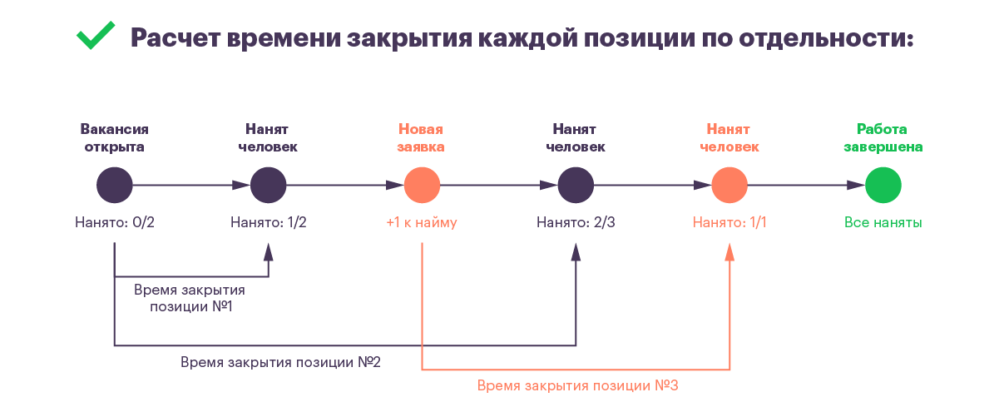 Расчет времени закрытия каждой позиции по отдельности:
Вакансия
открыта
Нанят
человек
Новая
заявка
Нанят
человек
Нанят
человек
Работа
завершена
Нанято: 0/2
Нанято: 1/2
+1 к найму
Нанято: 2/3
Нанято: 1/1
Все наняты
Время закрытия
позиции №1
Время закрытия позиции №2
Время закрытия позиции №3